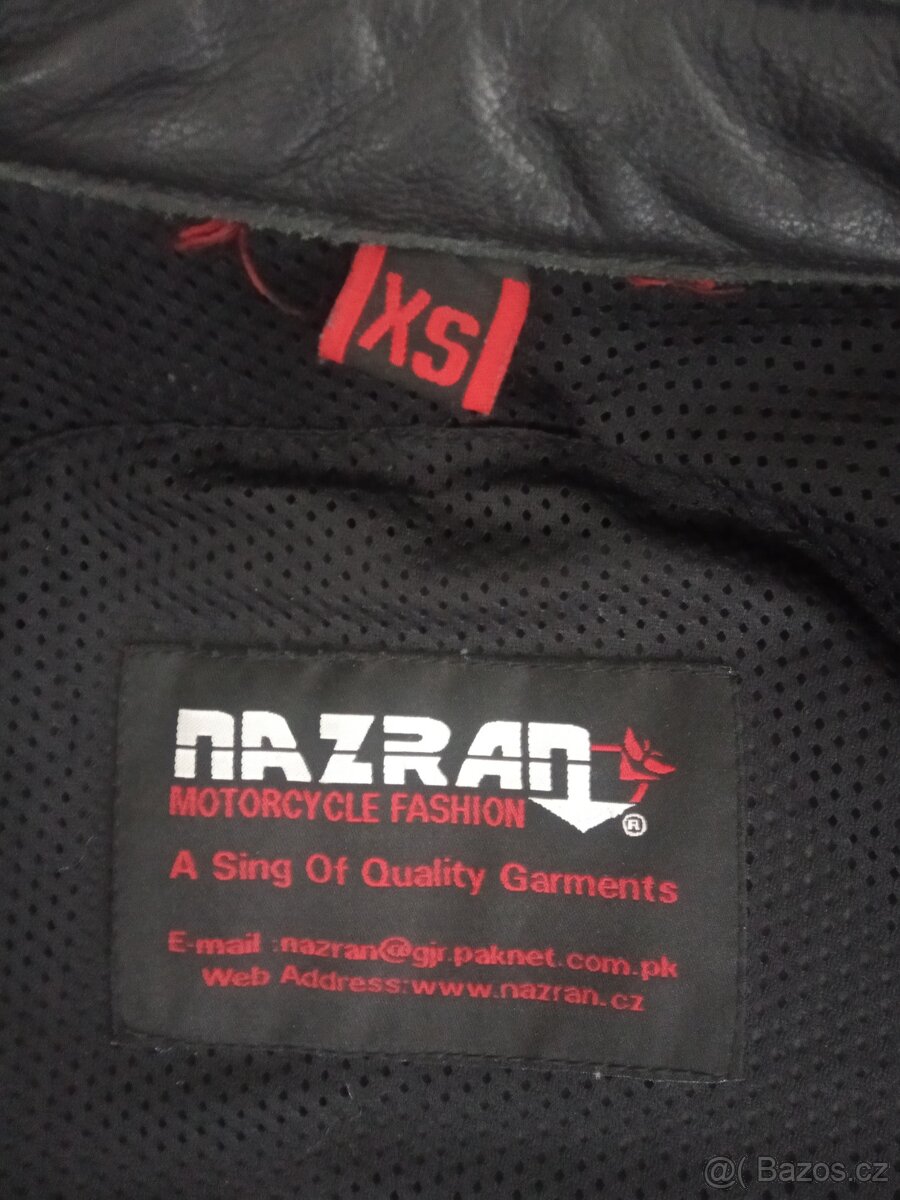 XS
NAZRAN
MOTORCYCLE FASHION
®
A Sing Of Quality Garments
E-mail :nazran@gjr.paknet.com.pk
Web Address:www.nazran.cz
@( Bazos.cz